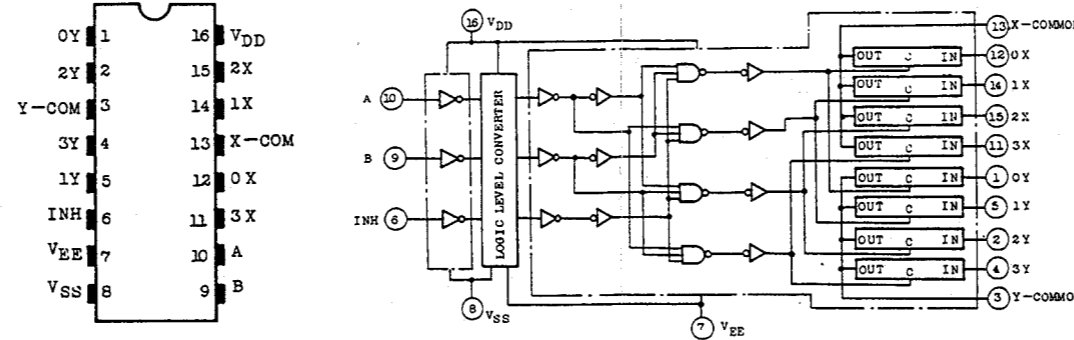 0Y 1 16 VDD
2Y 2 15 2X
Y-COM 3 14 1X
3Y 4 13 X-COM
1Y 5 12 0X
INH 6 11 3X
VEE 7 10 A
VSS 8 9 B
16 VDD
A 10
B 9
INH 6
LOGIC LEVEL CONVERTER
8 VSS
7 VEE
13 X-COMMON
OUT C IN 12 0X
OUT C IN 14 1X
OUT C IN 15 2X
OUT C IN 11 3X
OUT C IN 1 0Y
OUT C IN 5 1Y
OUT C IN 2 2Y
OUT C IN 4 3Y
3 Y-COMMO